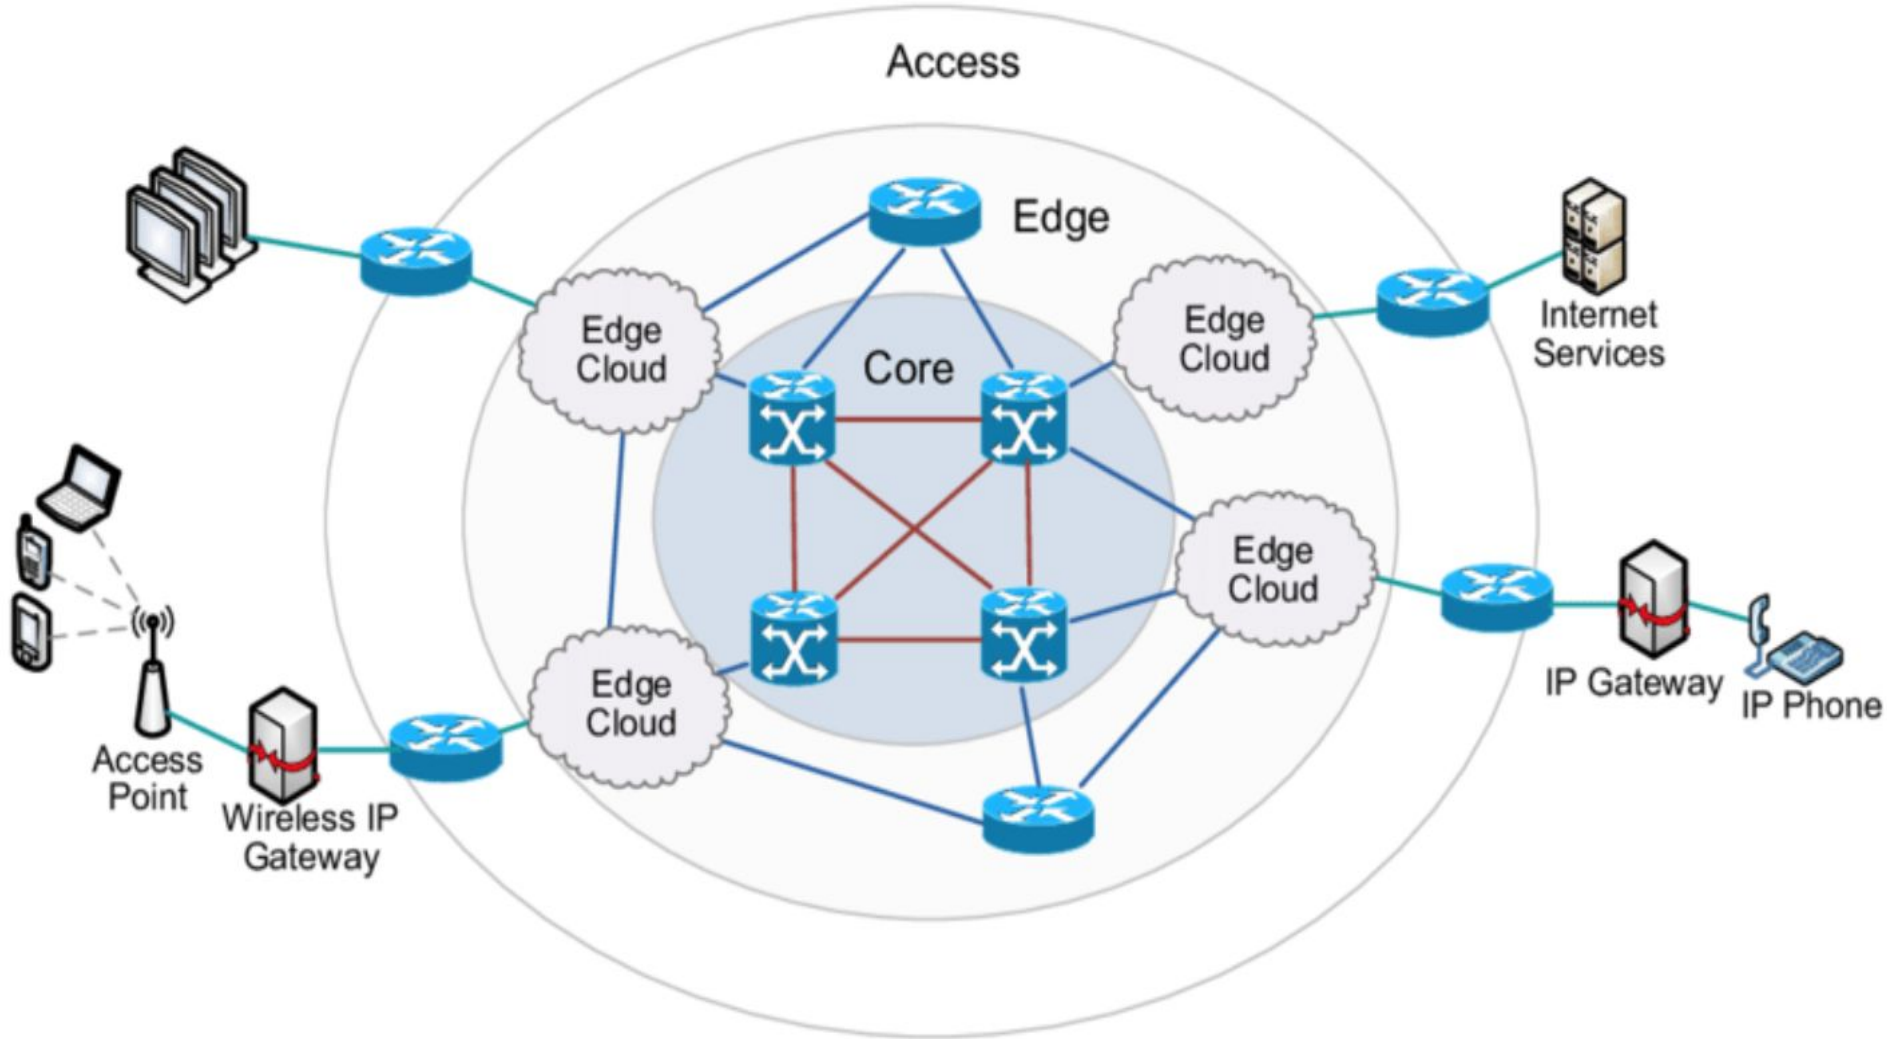 Access
Edge
Edge
Cloud
Edge
Cloud
Internet
Services
Core
Edge
Cloud
IP Gateway
IP Phone
Edge
Cloud
Access
Point
Wireless IP
Gateway